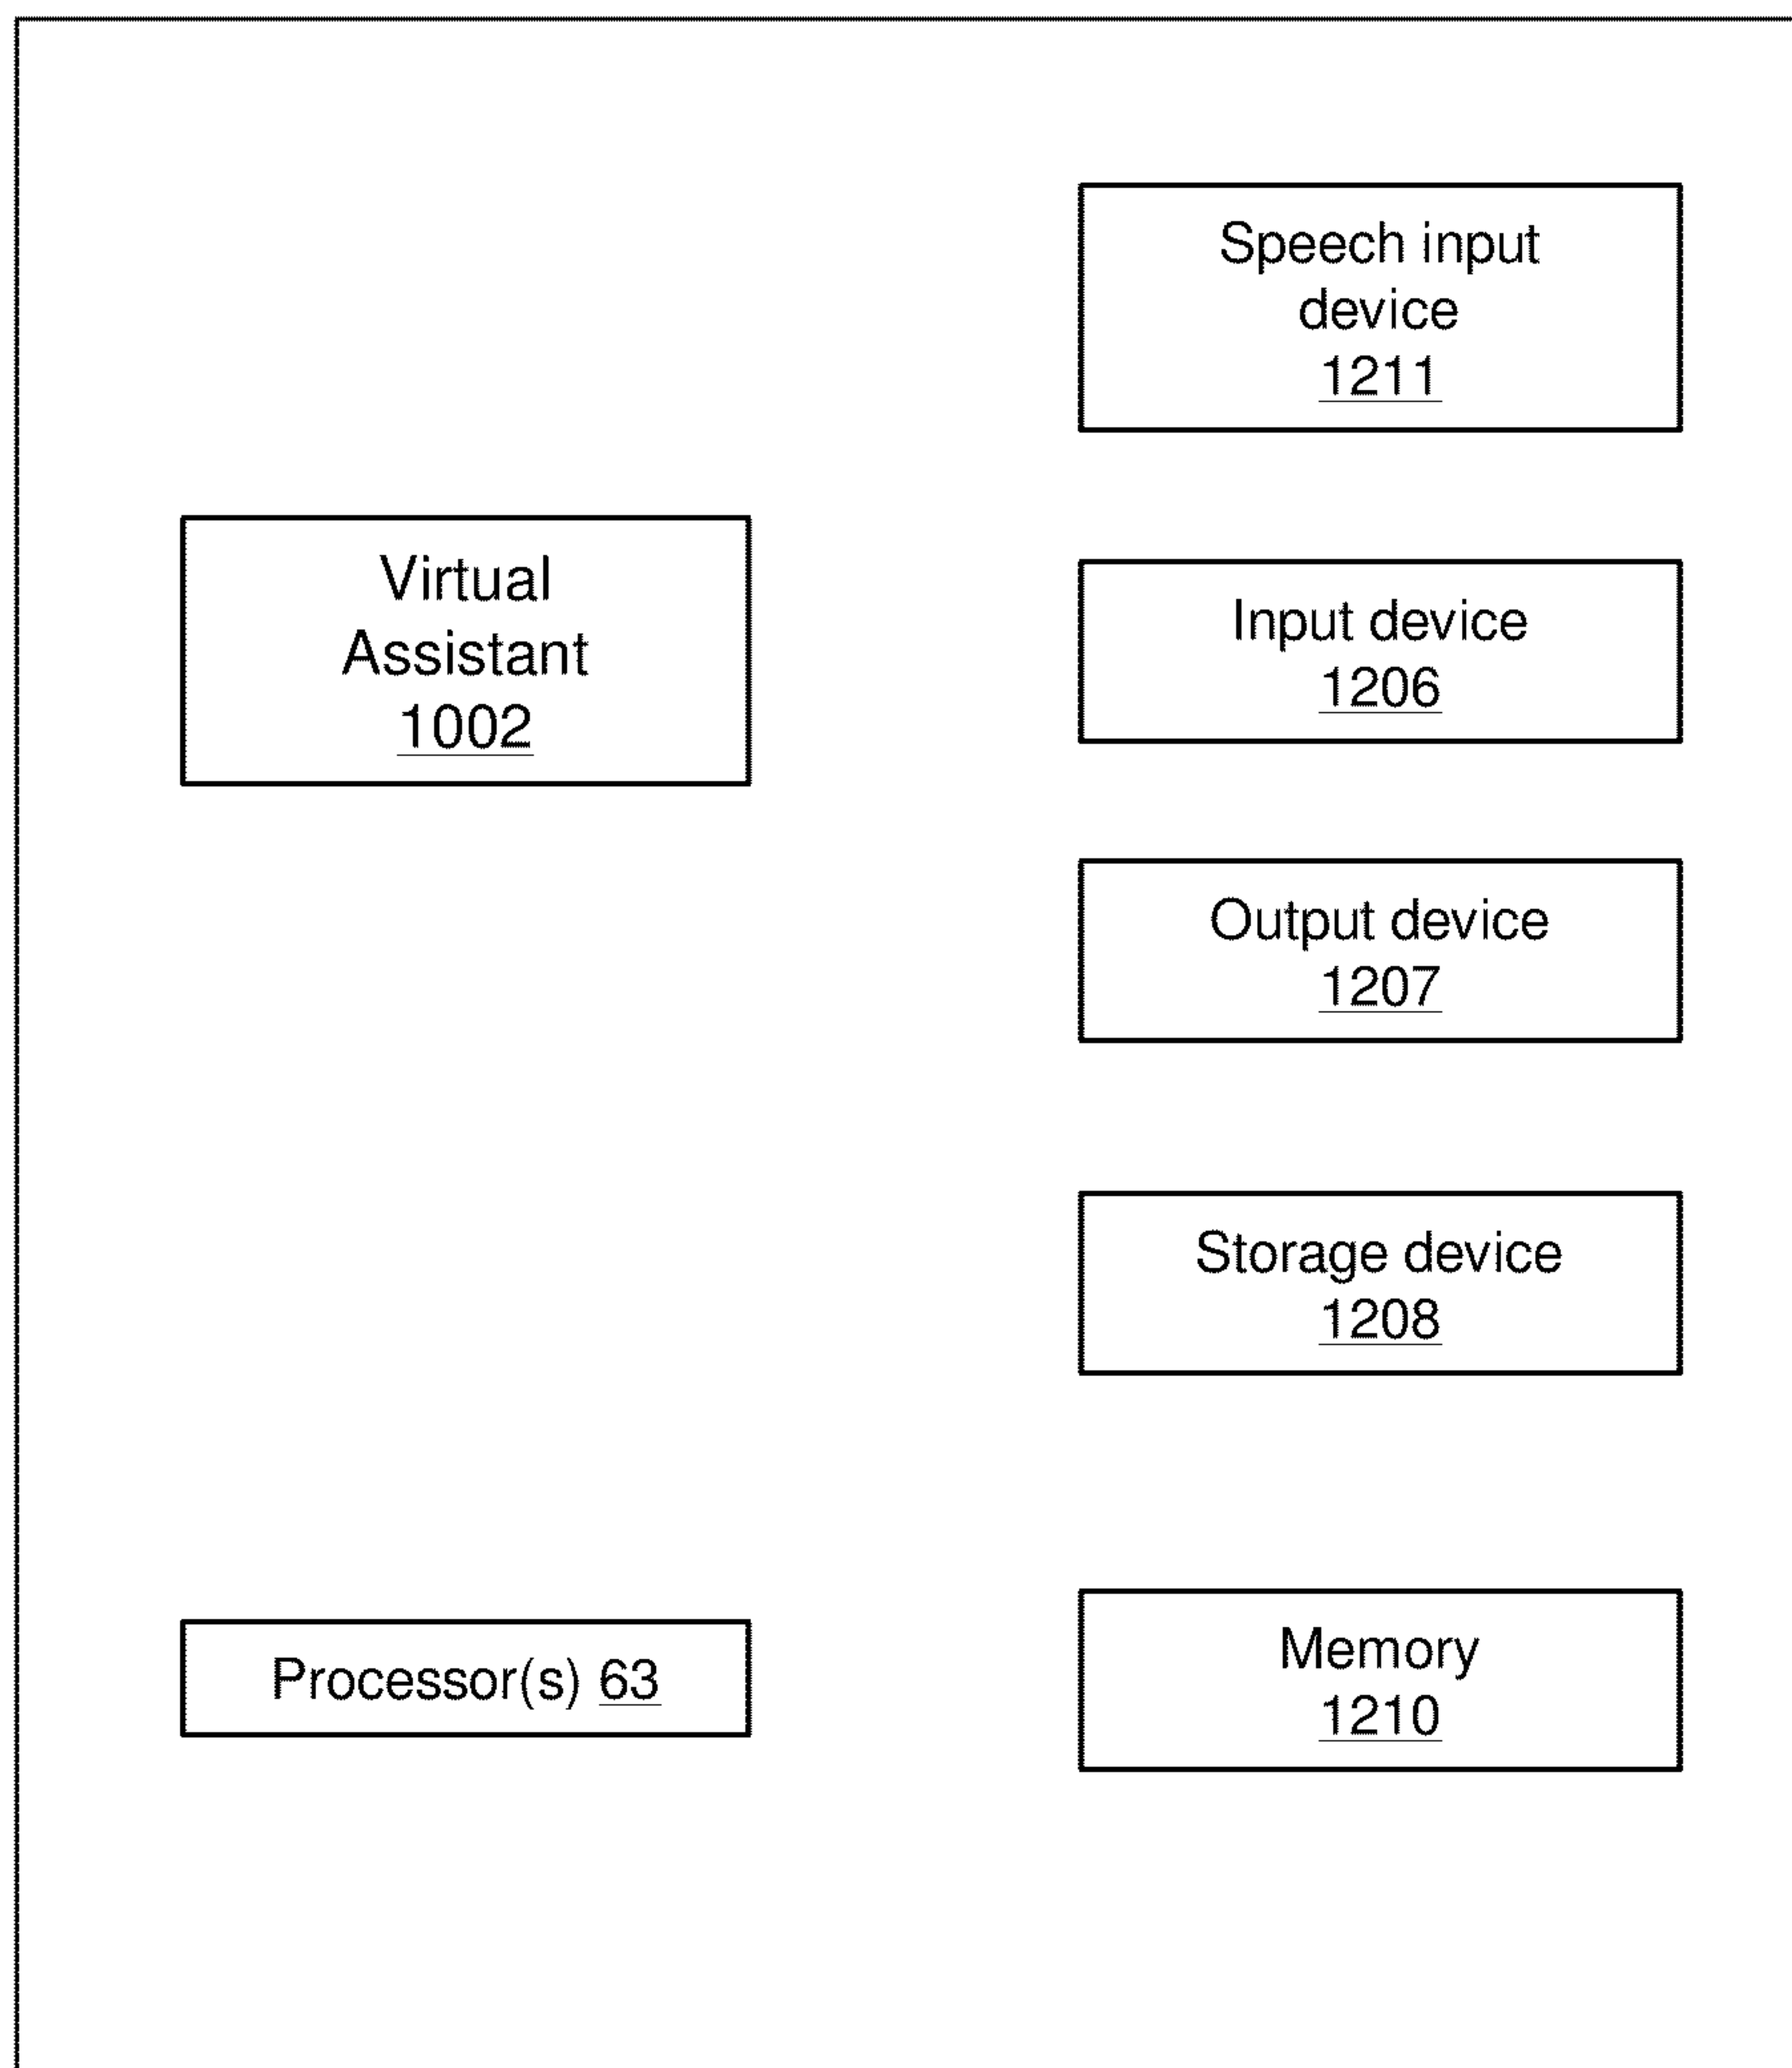 Speech input
device
1211
Virtual
Assistant
1002
Input device
1206
Output device
1207
Storage device
1208
Processor(s) 63
Memory
1210